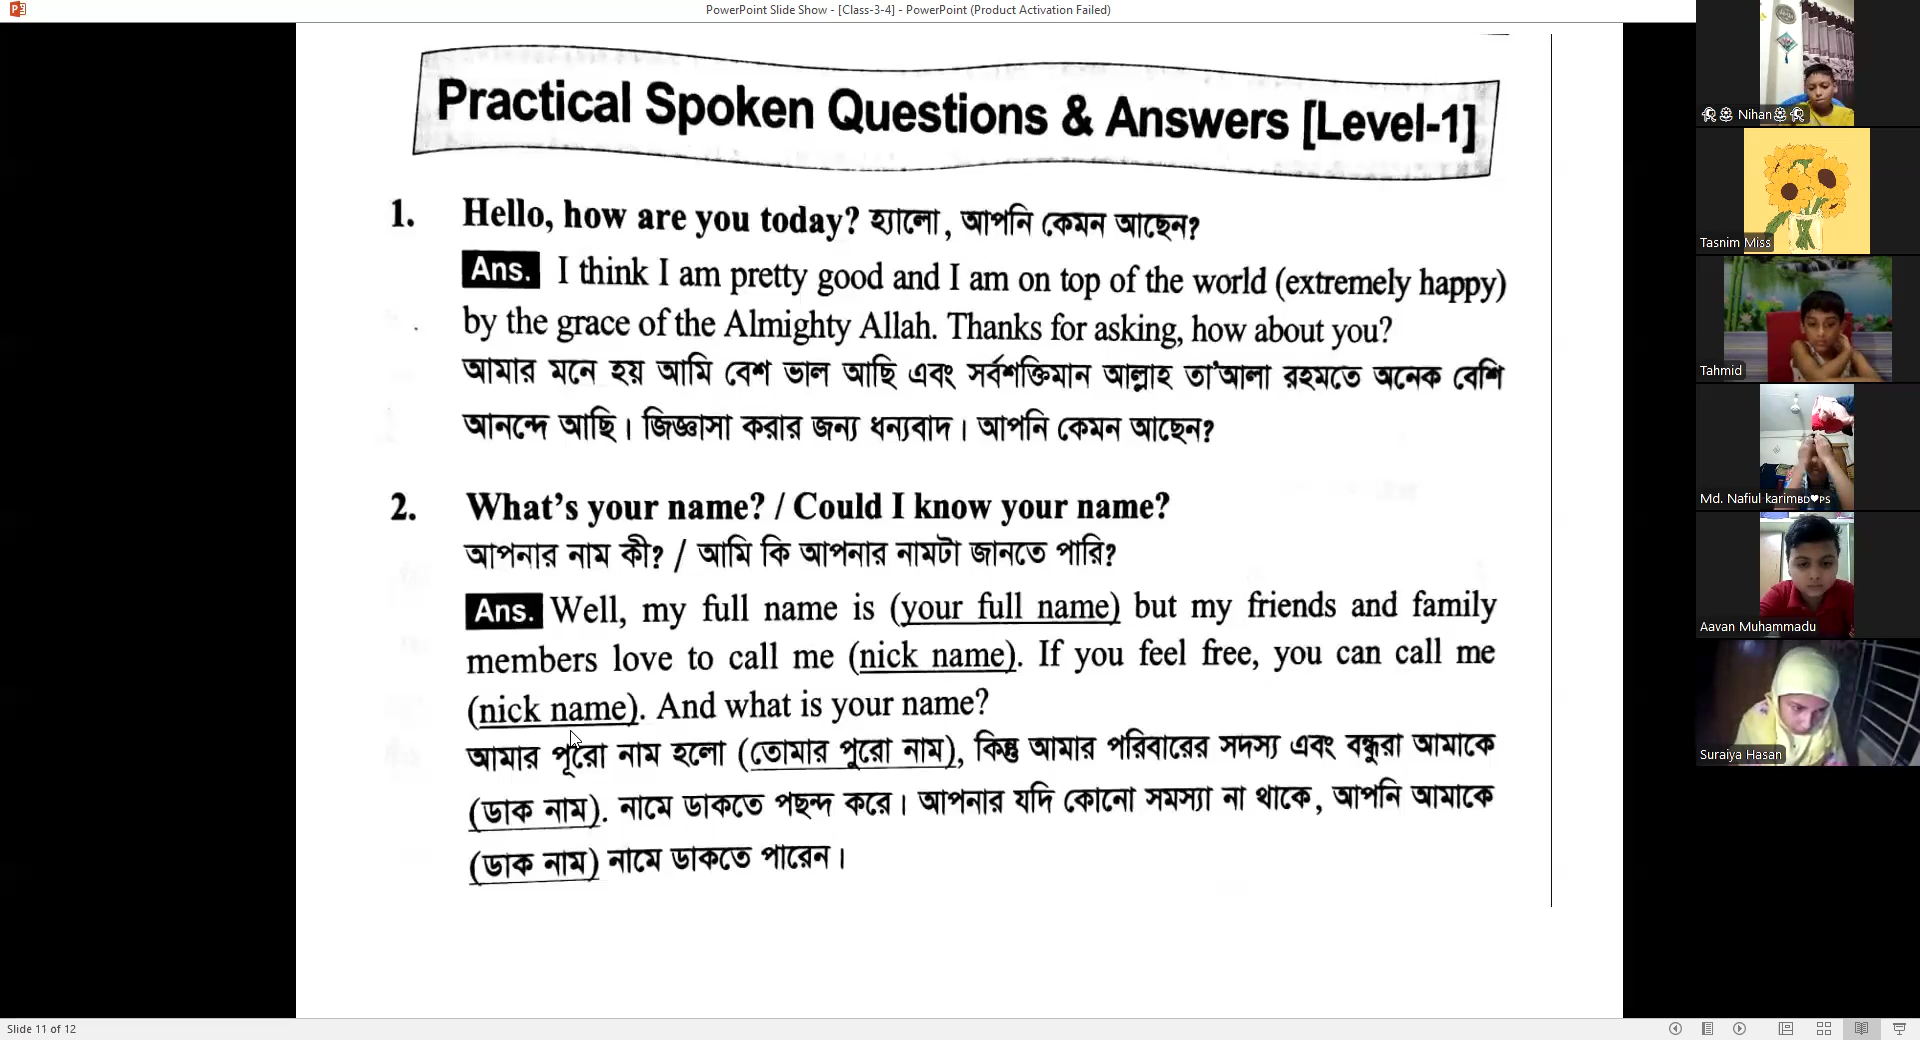 PowerPoint Slide Show - [Class-3-4] - PowerPoint (Product Activation Failed)
Practical Spoken Questions & Answers [Level-1]
1. Hello, how are you today? হ্যালো, আপনি কেমন আছেন?
Ans. I think I am pretty good and I am on top of the world (extremely happy)
by the grace of the Almighty Allah. Thanks for asking, how about you?
আমার মনে হয় আমি বেশ ভাল আছি এবং সর্বশক্তিমান আল্লাহ তা'আলা রহমতে অনেক বেশি
আনন্দে আছি। জিজ্ঞাসা করার জন্য ধন্যবাদ। আপনি কেমন আছেন?
2. What's your name? / Could I know your name?
আপনার নাম কী? / আমি কি আপনার নামটা জানতে পারি?
Ans. Well, my full name is (your full name) but my friends and family
members love to call me (nick name). If you feel free, you can call me
(nick name). And what is your name?
আমার পূরো নাম হলো (তোমার পুরো নাম), কিন্তু আমার পরিবারের সদস্য এবং বন্ধুরা আমাকে
(ডাক নাম). নামে ডাকতে পছন্দ করে। আপনার যদি কোনো সমস্যা না থাকে, আপনি আমাকে
(ডাক নাম) নামে ডাকতে পারেন।
Nihan
Tasnim Miss
Tahmid
Md. Nafiul karimBD♥PS
Aavan Muhammadu
Suraiya Hasan
Slide 11 of 12